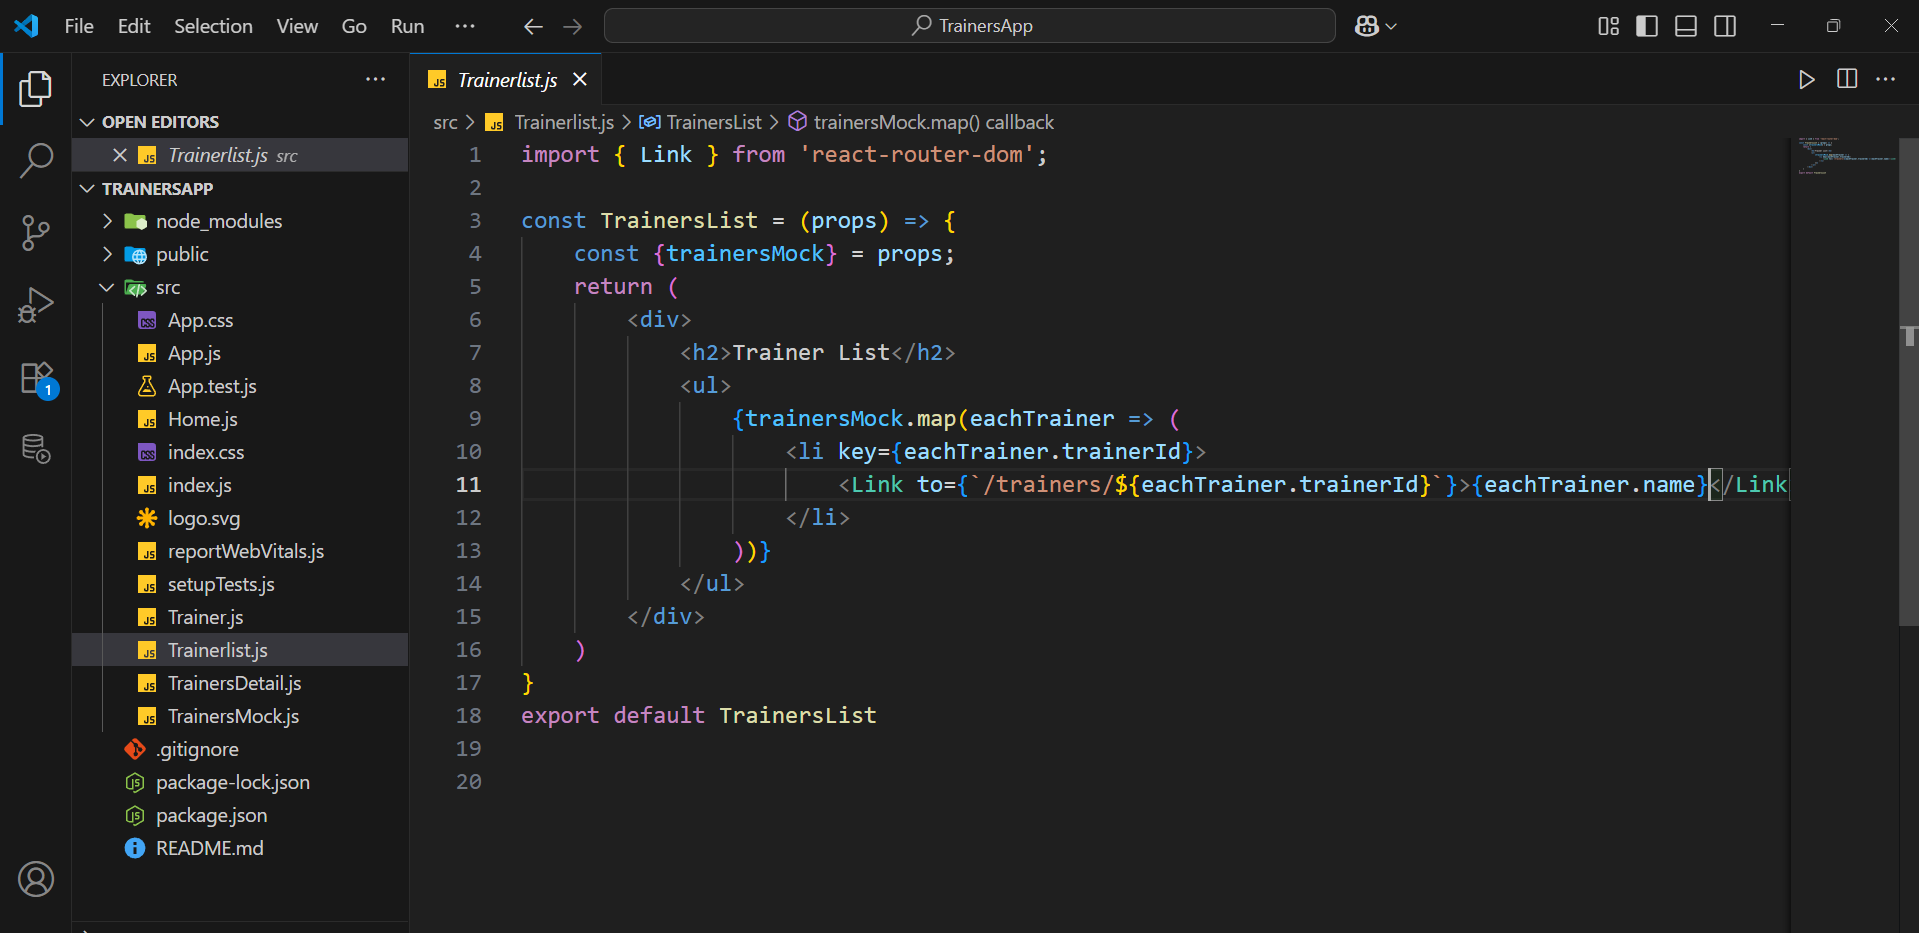 File Edit Selection View Go Run ··· TrainersApp
EXPLORER ···
OPEN EDITORS
Trainerlist.js src
TRAINERSAPP
node_modules
public
src
App.css
App.js
App.test.js
Home.js
index.css
index.js
logo.svg
reportWebVitals.js
setupTests.js
Trainer.js
Trainerlist.js
TrainersDetail.js
TrainersMock.js
.gitignore
package-lock.json
package.json
README.md
1
Trainerlist.js
src > Trainerlist.js > TrainersList > trainersMock.map() callback
1 import { Link } from 'react-router-dom';
2
3 const TrainersList = (props) => {
4     const {trainersMock} = props;
5     return (
6         <div>
7             <h2>Trainer List</h2>
8             <ul>
9                 {trainersMock.map(eachTrainer => (
10                     <li key={eachTrainer.trainerId}>
11                         <Link to={`/trainers/${eachTrainer.trainerId}`}>{eachTrainer.name}</Link
12                     </li>
13                 ))}
14             </ul>
15         </div>
16     )
17 }
18 export default TrainersList
19
20